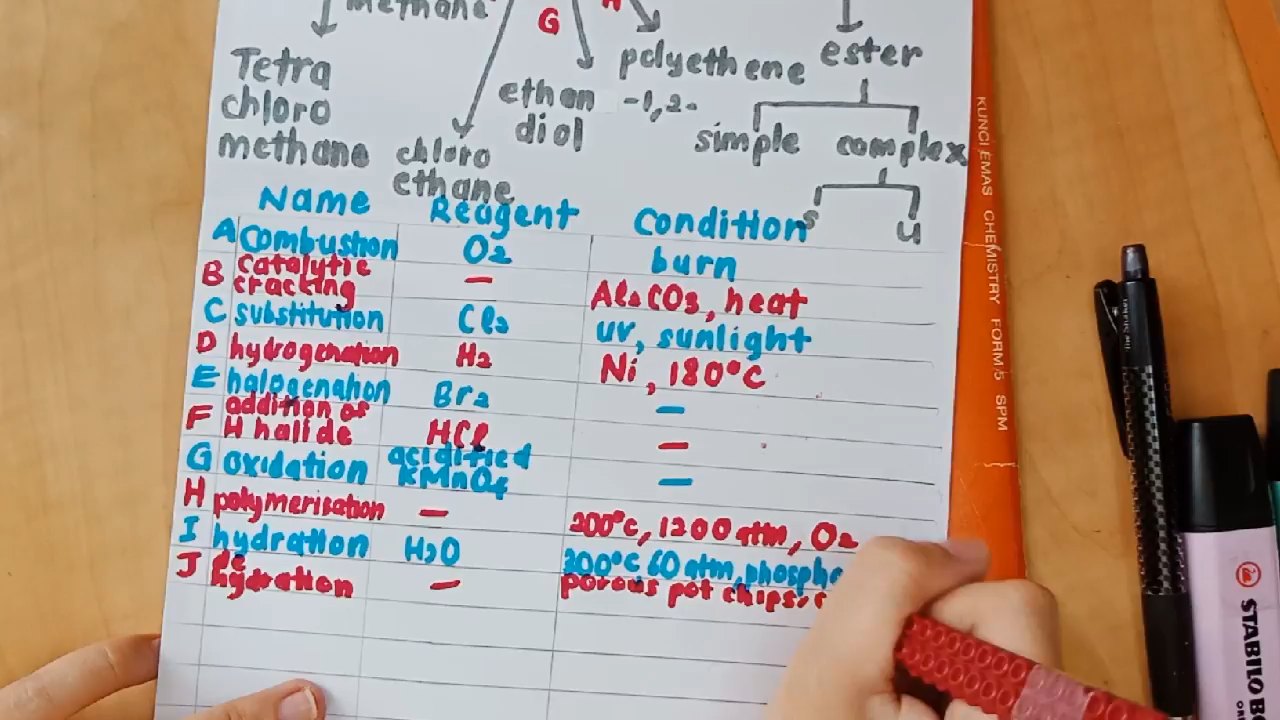 methane
G
H
Tetra
chloro
methane
chloro
ethane
ethan
diol
-1,2-
polyethene
ester
simple
complex
s
u
Name Reagent Condition
A combustion O₂ burn
B catalytic cracking - Al₂CO₃, heat
C substitution Cl₂ uv, sunlight
D hydrogenation H₂ Ni, 180°C
E halogenation Br₂ -
F addition of H halide HCl -
G oxidation acidified KMnO₄ -
H polymerisation - 200°C, 1200 atm, O₂
I hydration H₂O 300°C 60 atm, phospho
J de hydration - porous pot chips,
KUNCI EMAS CHEMISTRY FORM 5 SPM
STABILO BO